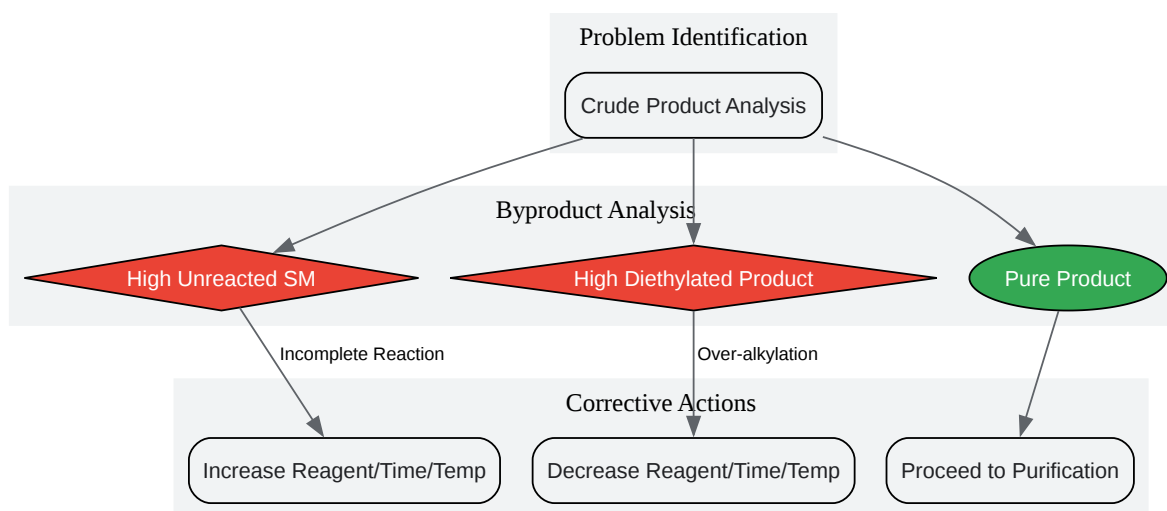 Problem Identification
Crude Product Analysis
Byproduct Analysis
High Unreacted SM
High Diethylated Product
Pure Product
Incomplete Reaction
Over-alkylation
Corrective Actions
Increase Reagent/Time/Temp
Decrease Reagent/Time/Temp
Proceed to Purification